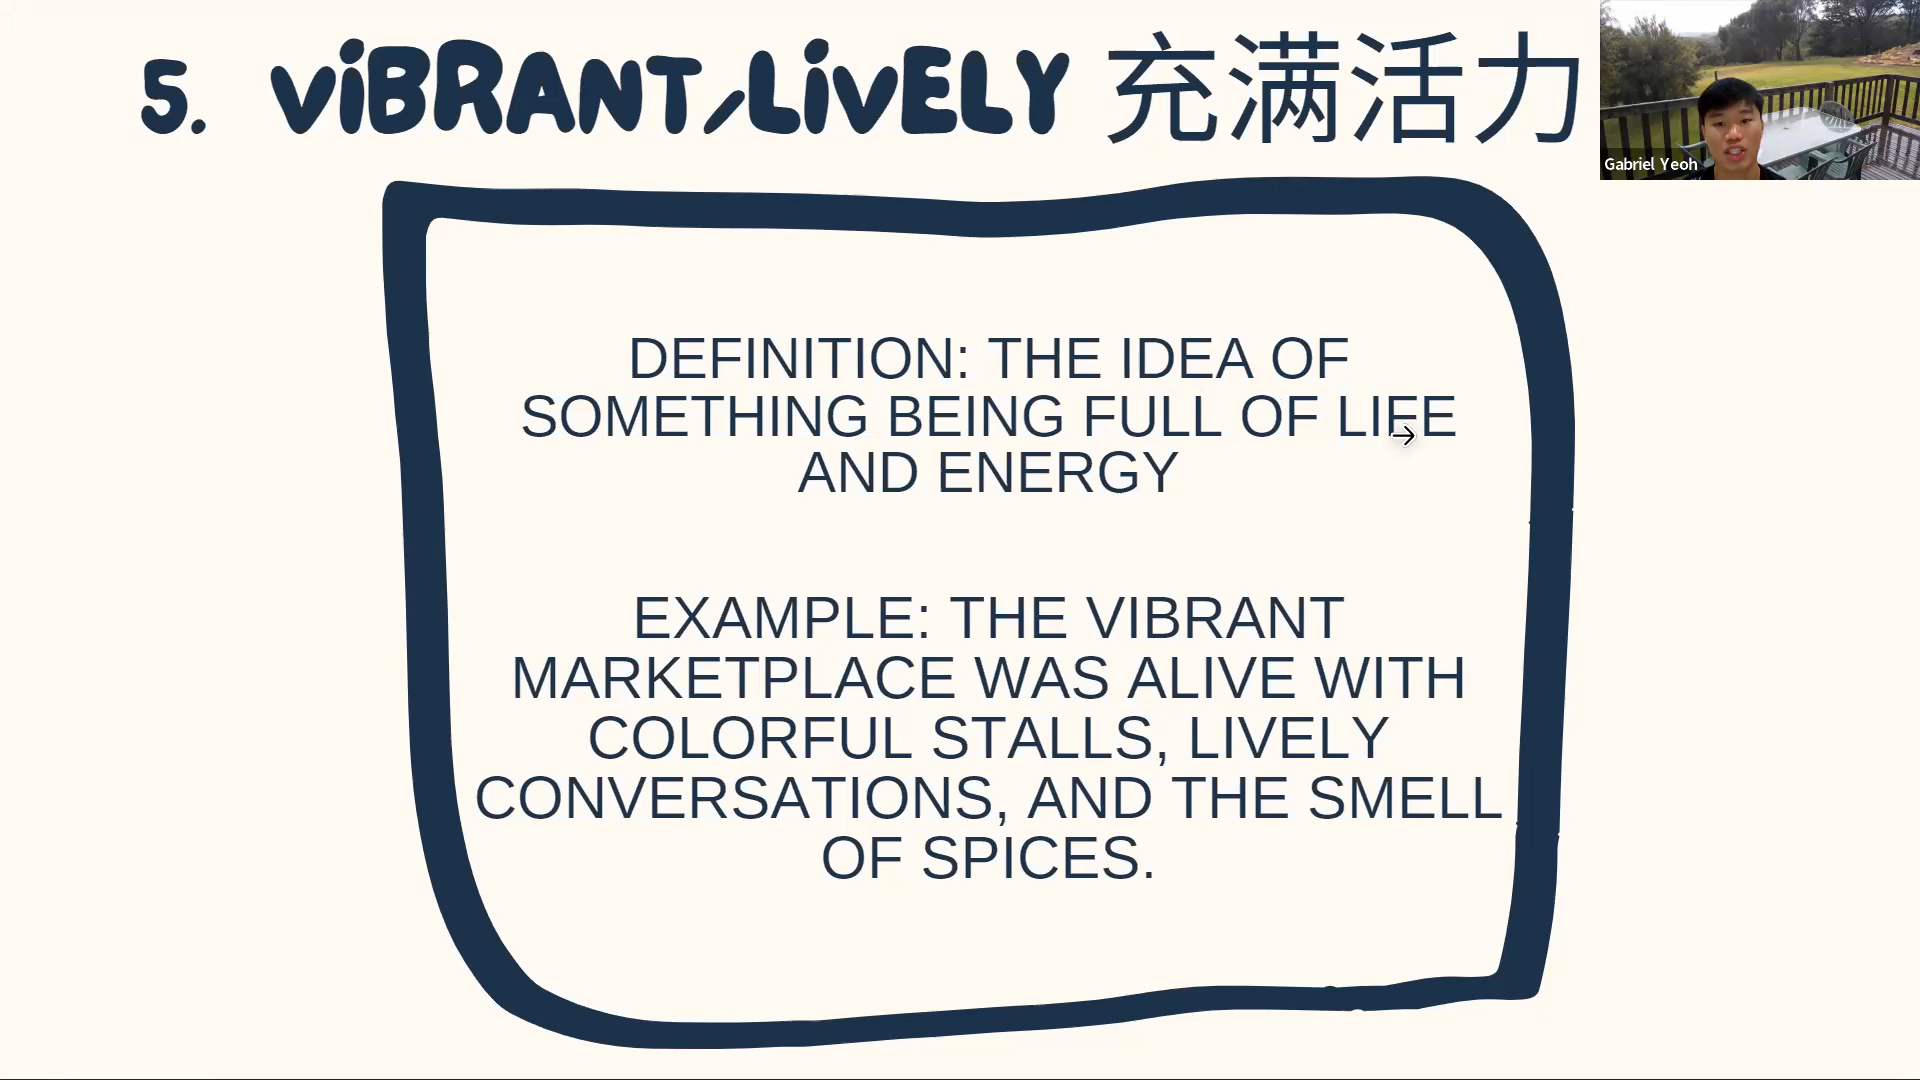 5. VIBRANT/LIVELY 充满活力
Gabriel Yeoh
DEFINITION: THE IDEA OF
SOMETHING BEING FULL OF LIFE
AND ENERGY
EXAMPLE: THE VIBRANT
MARKETPLACE WAS ALIVE WITH
COLORFUL STALLS, LIVELY
CONVERSATIONS, AND THE SMELL
OF SPICES.